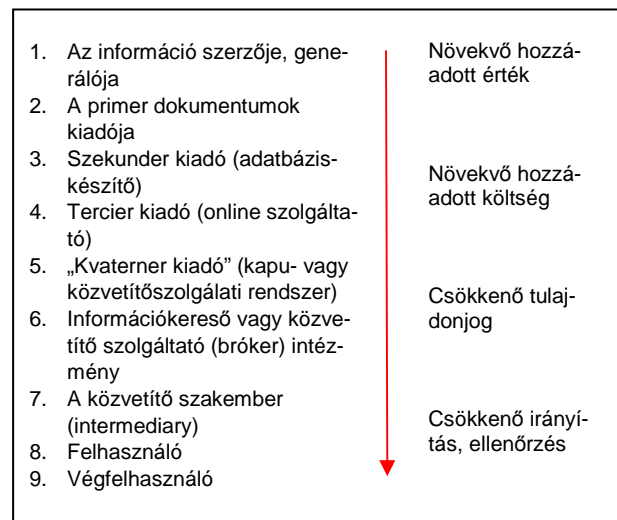 1. Az információ szerzője, gene-
rálója
2. A primer dokumentumok
kiadója
3. Szekunder kiadó (adatbázis-
készítő)
4. Tercier kiadó (online szolgálta-
tó)
5. „Kvaterner kiadó” (kapu- vagy
közvetítőszolgálati rendszer)
6. Információkereső vagy közve-
títő szolgáltató (bróker) intéz-
mény
7. A közvetítő szakember
(intermediary)
8. Felhasználó
9. Végfelhasználó
Növekvő hozzá-
adott érték
Növekvő hozzá-
adott költség
Csökkenő tulaj-
donjog
Csökkenő irányí-
tás, ellenőrzés